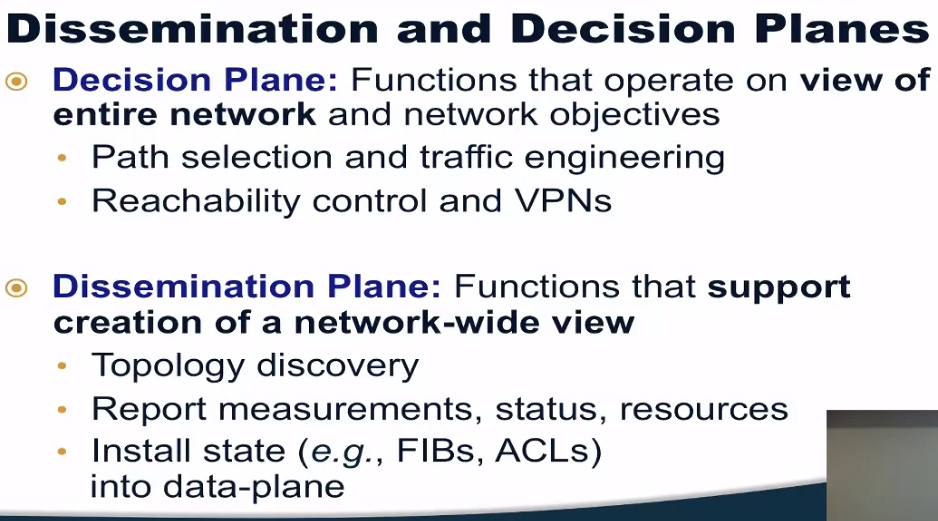 Dissemination and Decision Planes
Decision Plane: Functions that operate on view of
entire network and network objectives
• Path selection and traffic engineering
• Reachability control and VPNs
Dissemination Plane: Functions that support
creation of a network-wide view
• Topology discovery
• Report measurements, status, resources
• Install state (e.g., FIBs, ACLs)
into data-plane